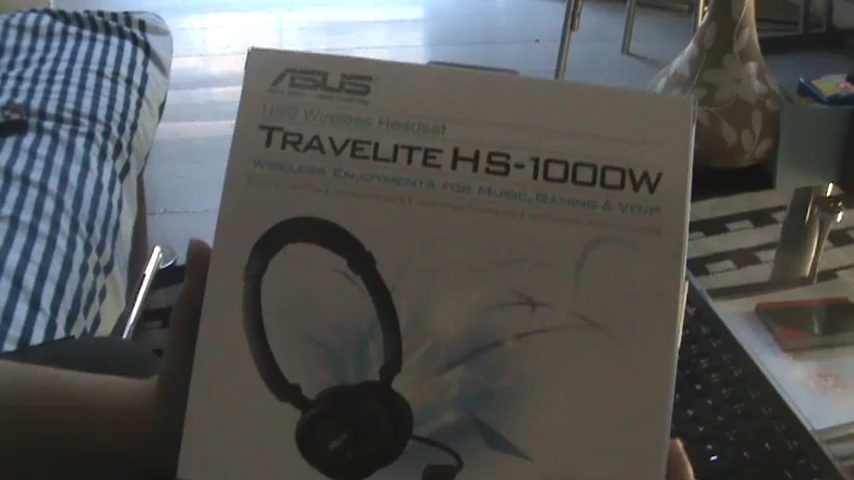 ASUS
USB Wireless Headset
TRAVELITE HS-1000W
WIRELESS ENJOYMENTS FOR MUSIC, GAMING & VOIP